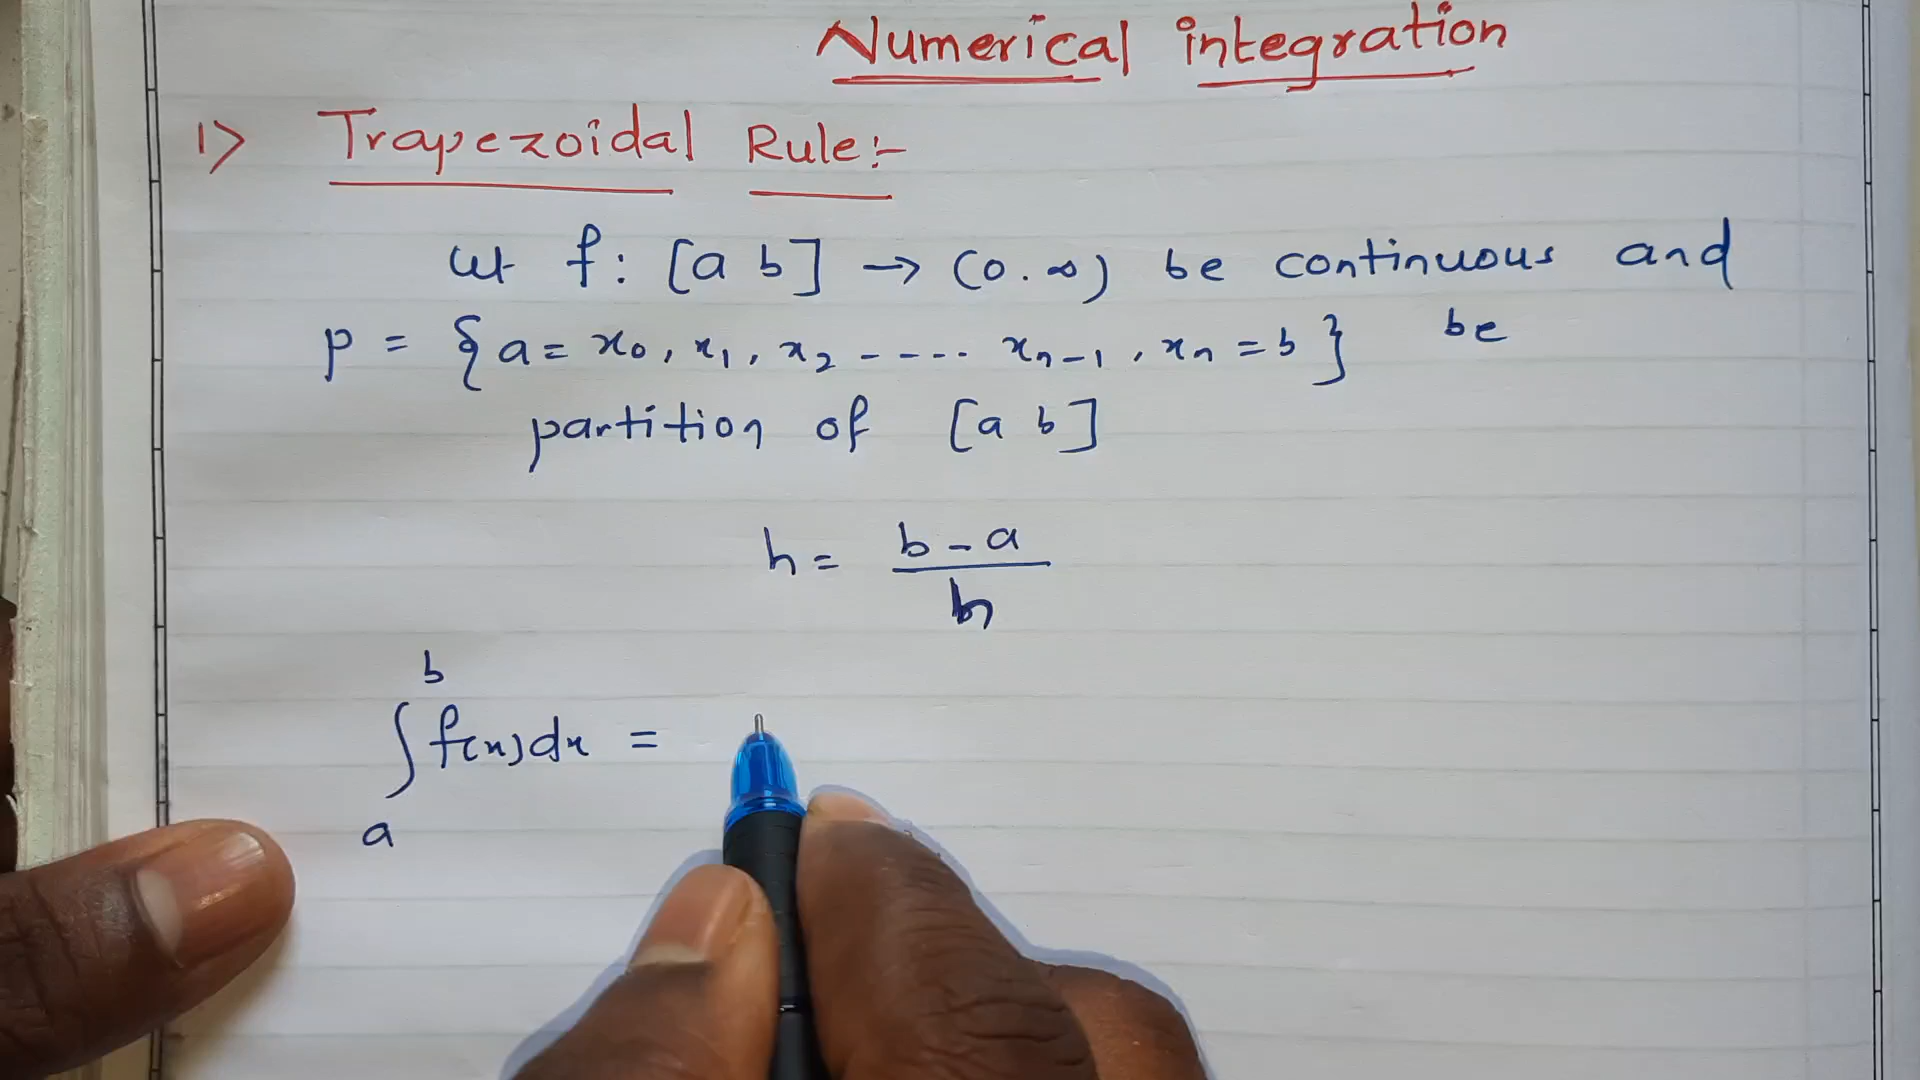 Numerical integration
1> Trapezoidal Rule:-
Let f: [a b] → (0.∞) be continuous and
p = {a = x₀, x₁, x₂ ----.. xₙ₋₁, xₙ = b} be
partition of [a b]
h = (b - a)/n
∫ₐᵇ f(x)dx =